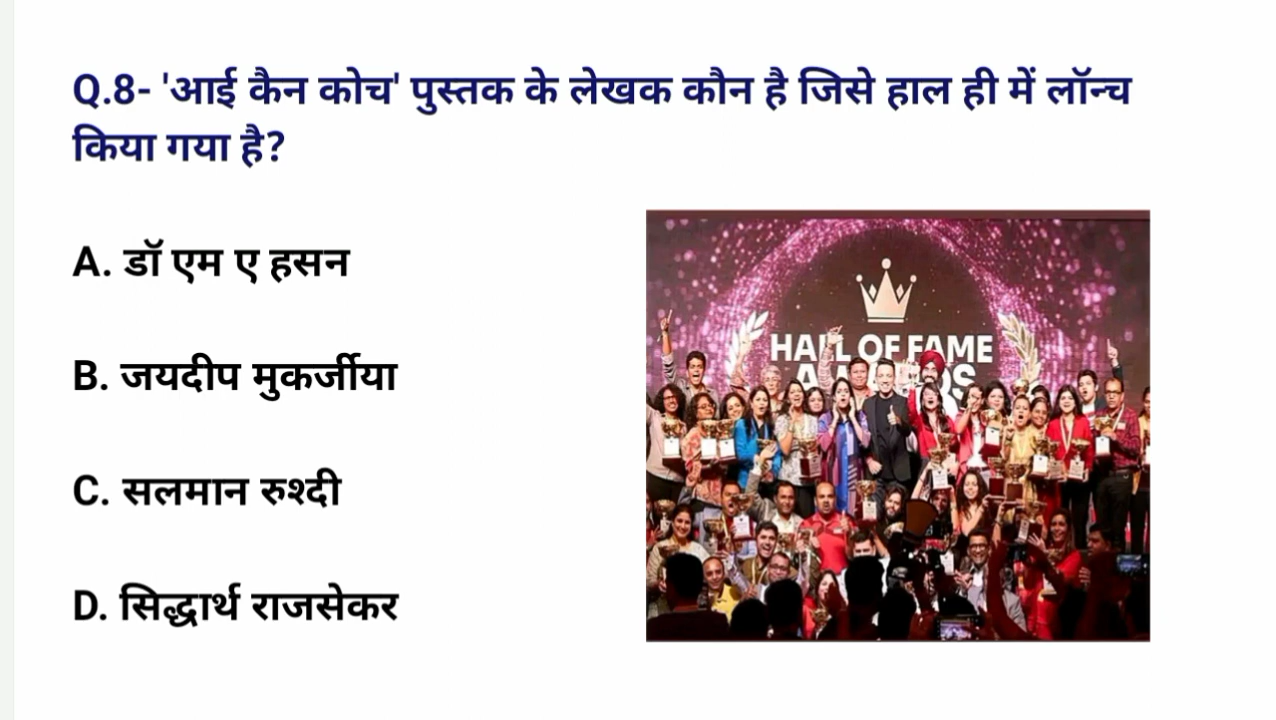 Q.8- 'आई कैन कोच' पुस्तक के लेखक कौन है जिसे हाल ही में लॉन्च
किया गया है?
A. डॉ एम ए हसन
B. जयदीप मुकर्जीया
C. सलमान रुश्दी
D. सिद्धार्थ राजसेकर
HALL OF FAME